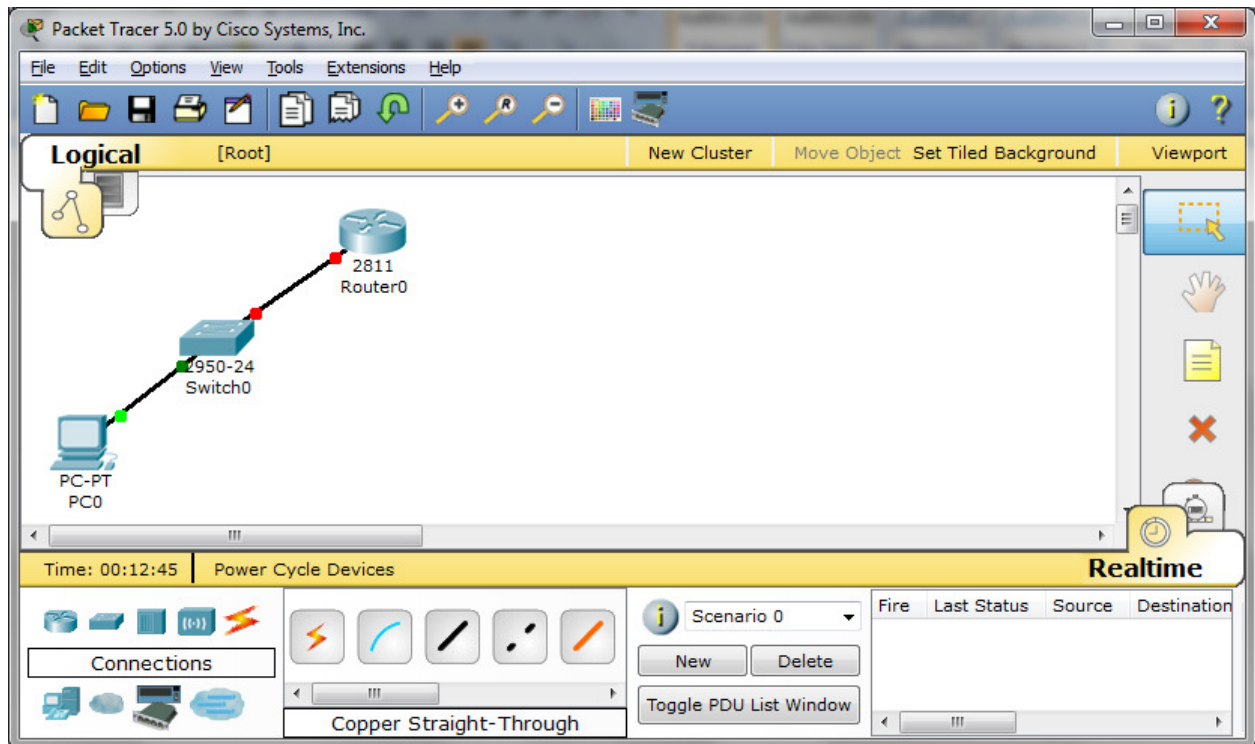 Packet Tracer 5.0 by Cisco Systems, Inc.
File Edit Options View Tools Extensions Help
Logical [Root] New Cluster Move Object Set Tiled Background Viewport
2811
Router0
2950-24
Switch0
PC-PT
PC0
Time: 00:12:45 Power Cycle Devices Realtime
Scenario 0 Fire Last Status Source Destination
Connections New Delete
Toggle PDU List Window
Copper Straight-Through